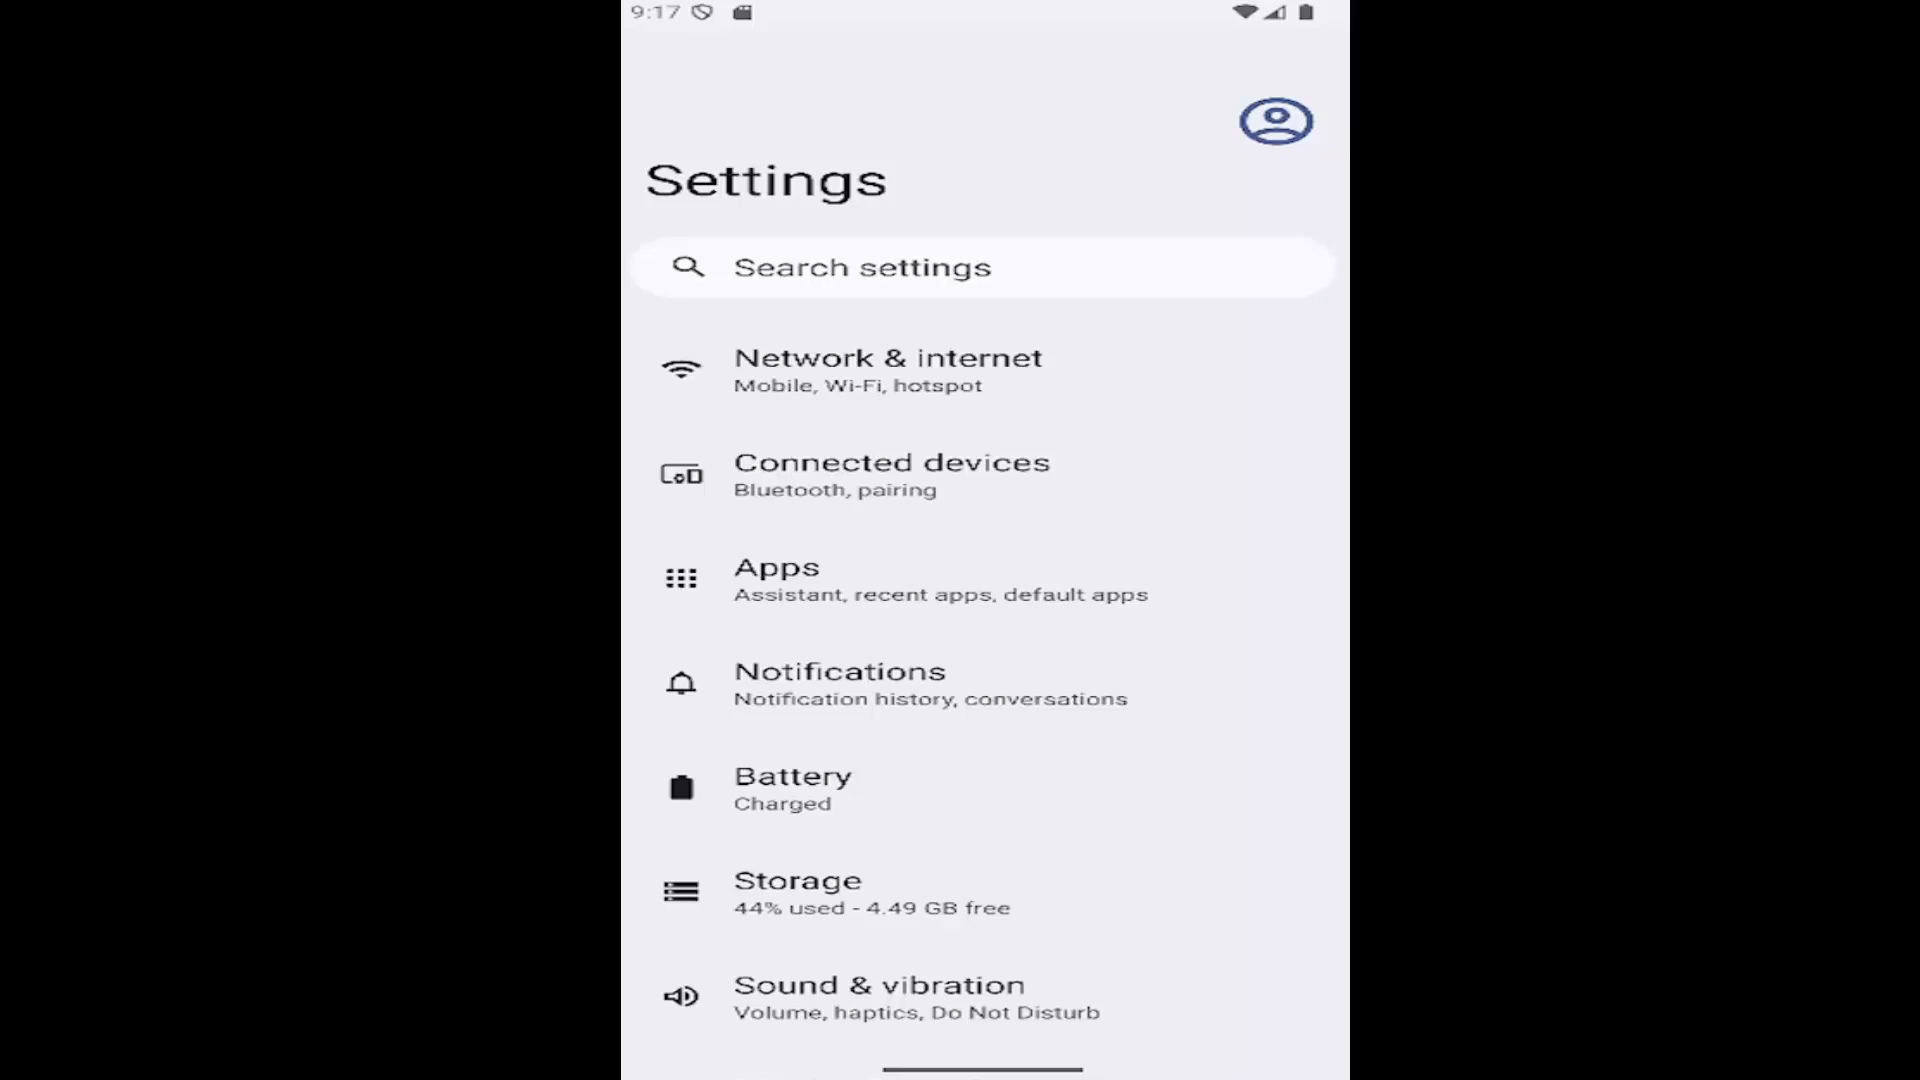 9:17
Settings
Search settings
Network & internet
Mobile, Wi-Fi, hotspot
Connected devices
Bluetooth, pairing
Apps
Assistant, recent apps, default apps
Notifications
Notification history, conversations
Battery
Charged
Storage
44% used - 4.49 GB free
Sound & vibration
Volume, haptics, Do Not Disturb